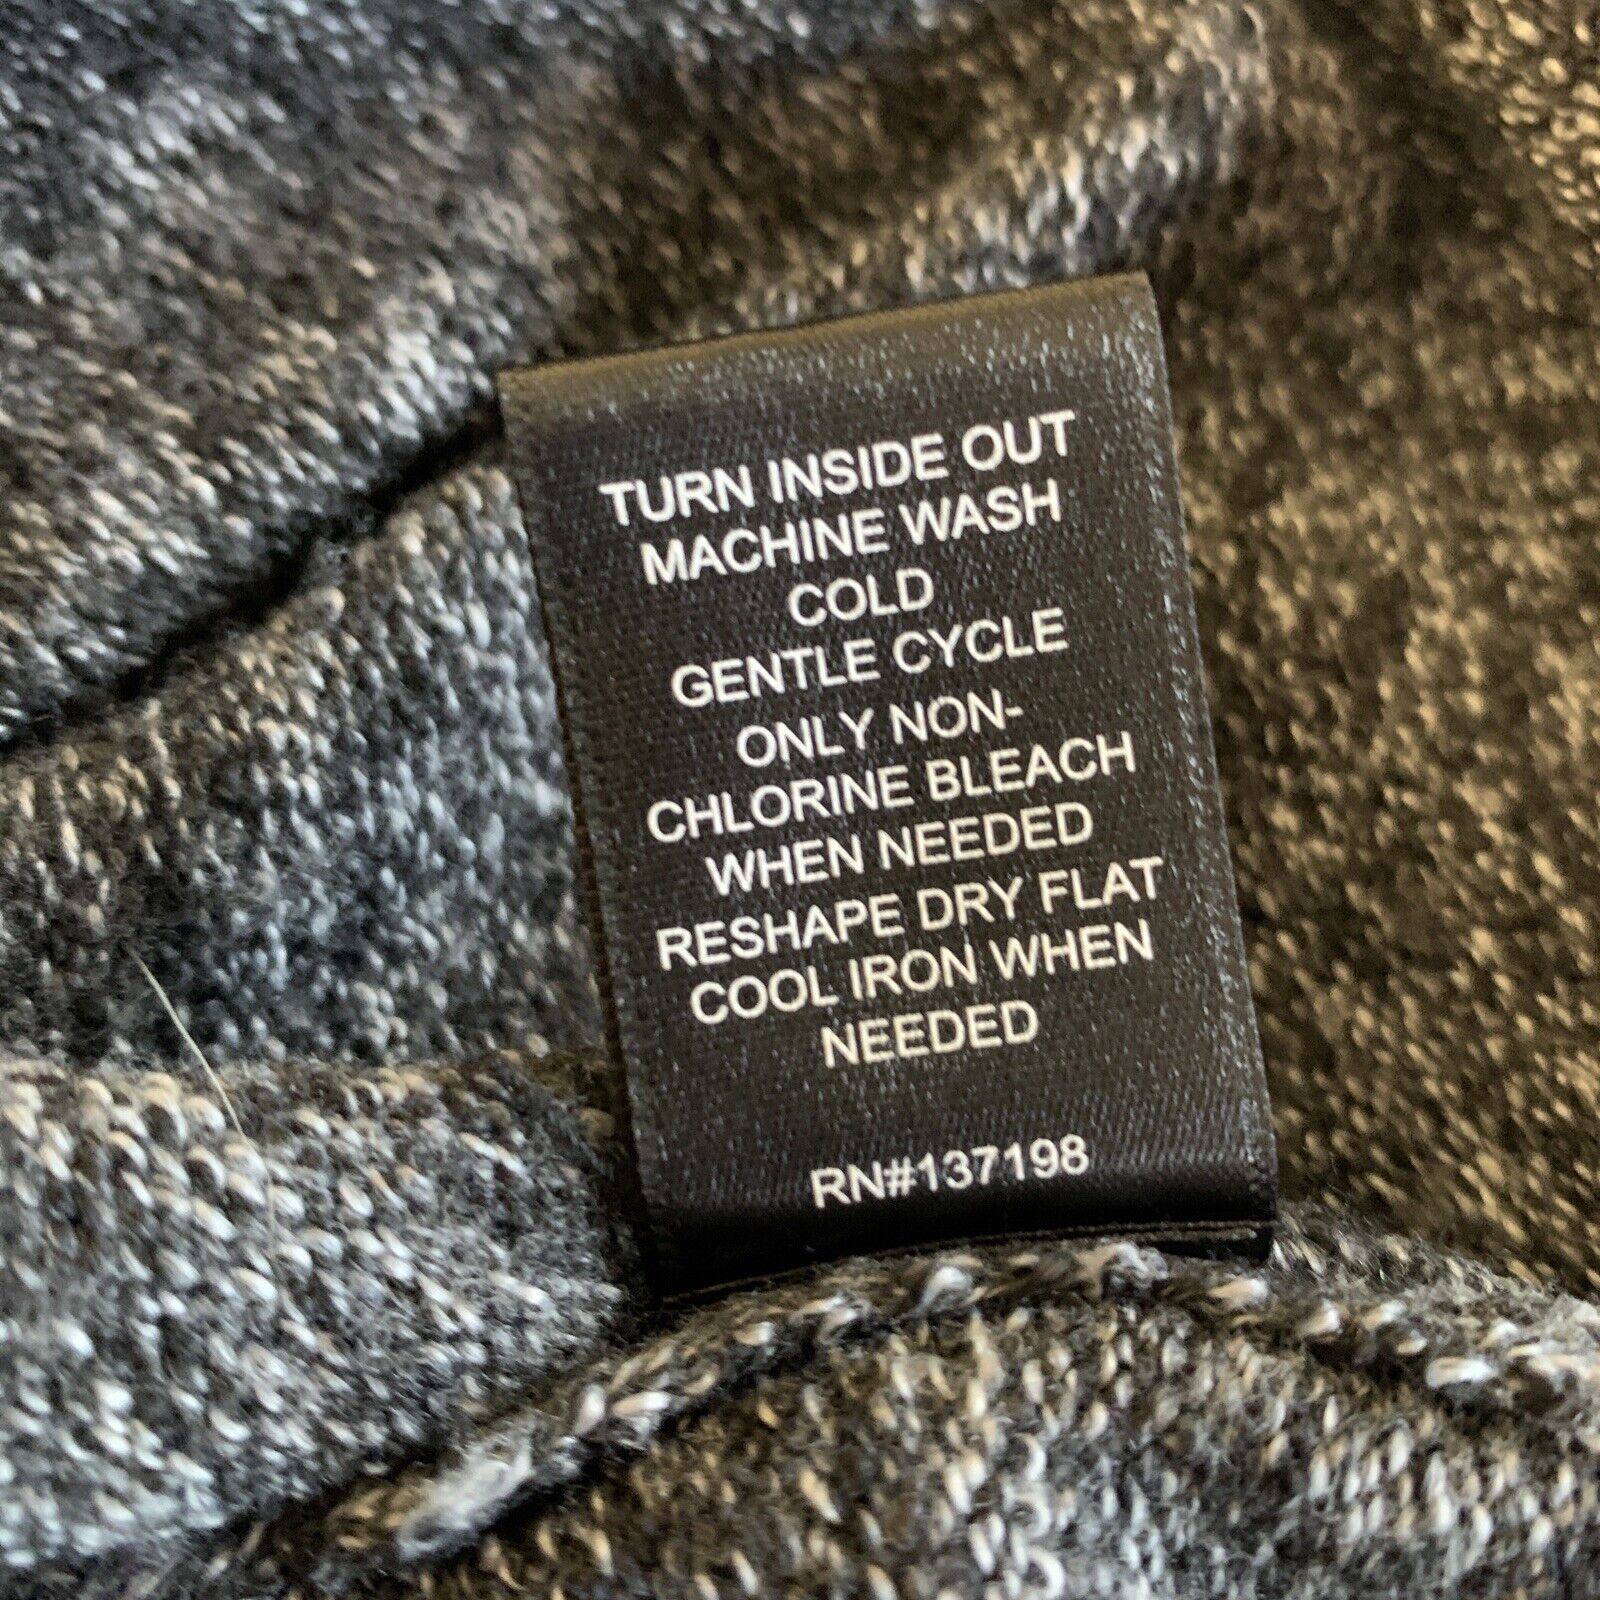 TURN INSIDE OUT
MACHINE WASH
COLD
GENTLE CYCLE
ONLY NON-
CHLORINE BLEACH
WHEN NEEDED
RESHAPE DRY FLAT
COOL IRON WHEN
NEEDED
RN#137198